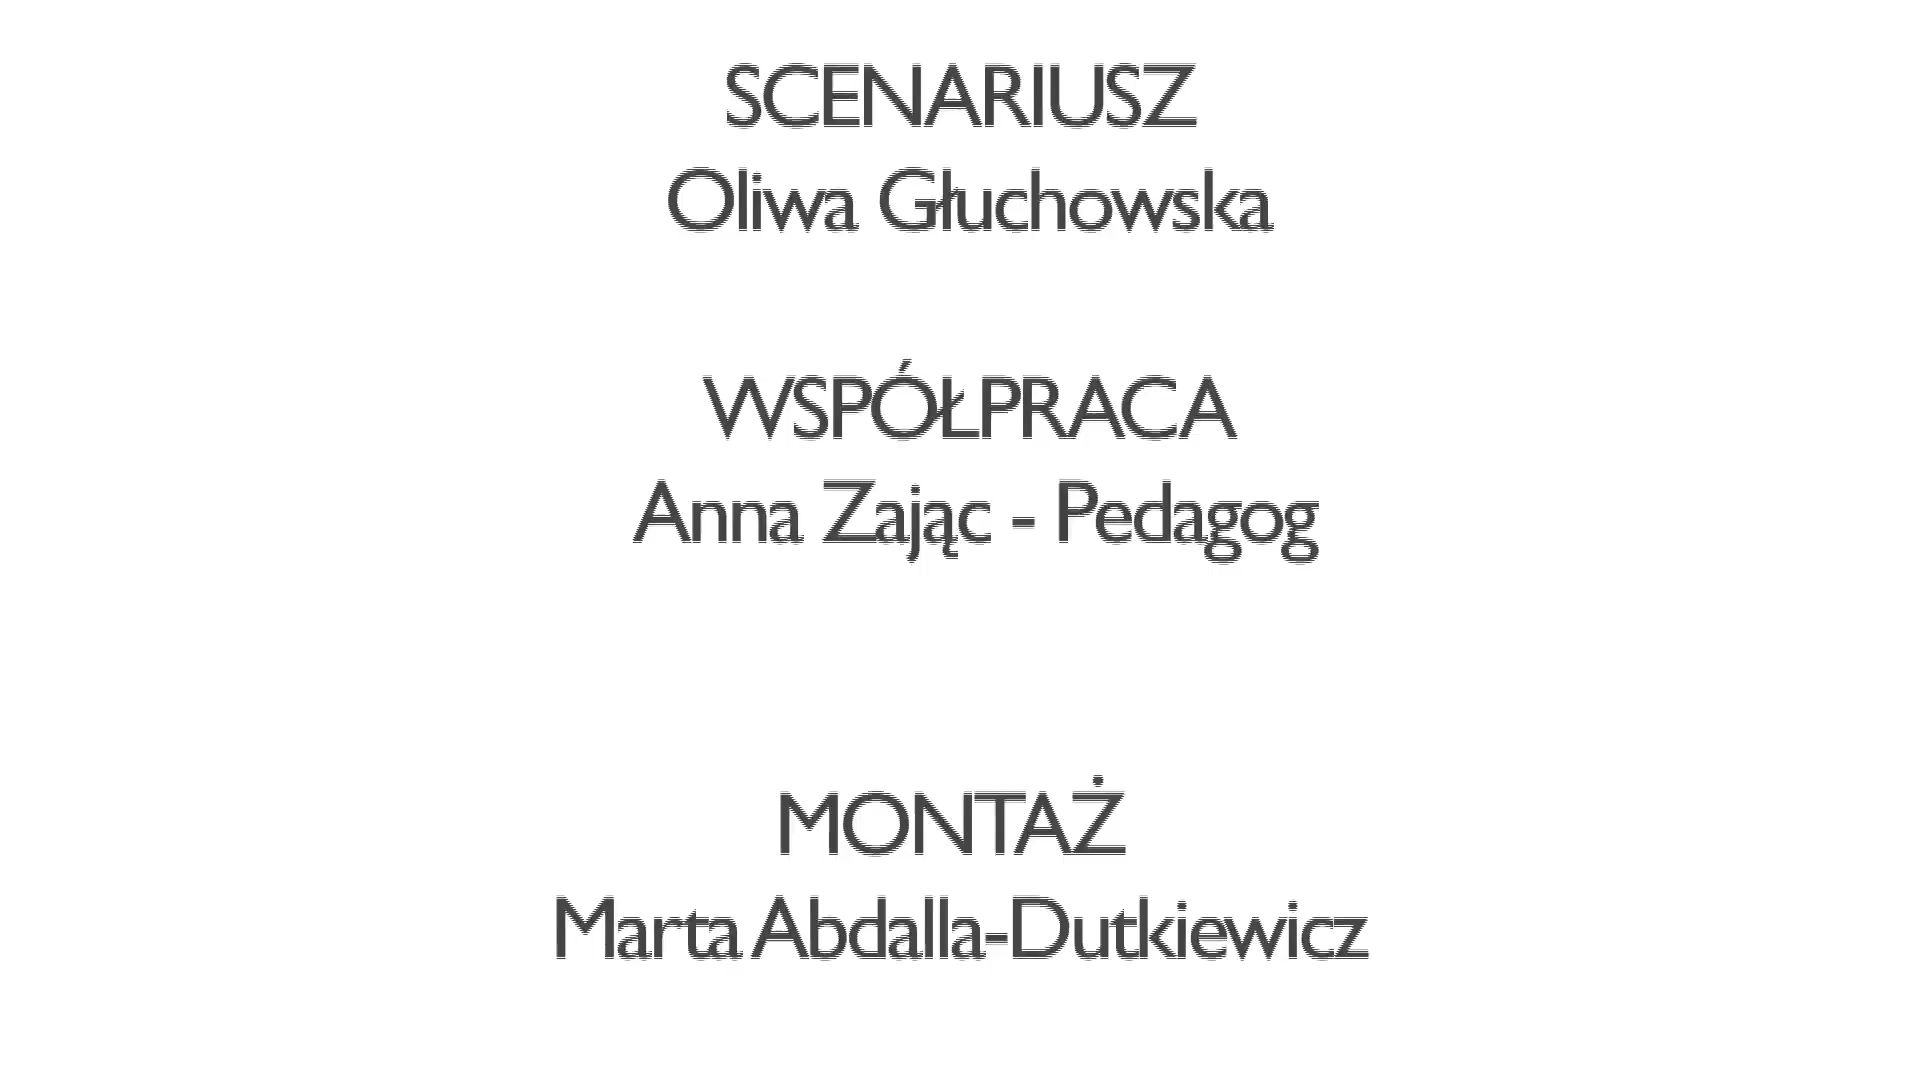 SCENARIUSZ
Oliwa Głuchowska
WSPÓŁPRACA
Anna Zając - Pedagog
MONTAŻ
Marta Abdalla-Dutkiewicz